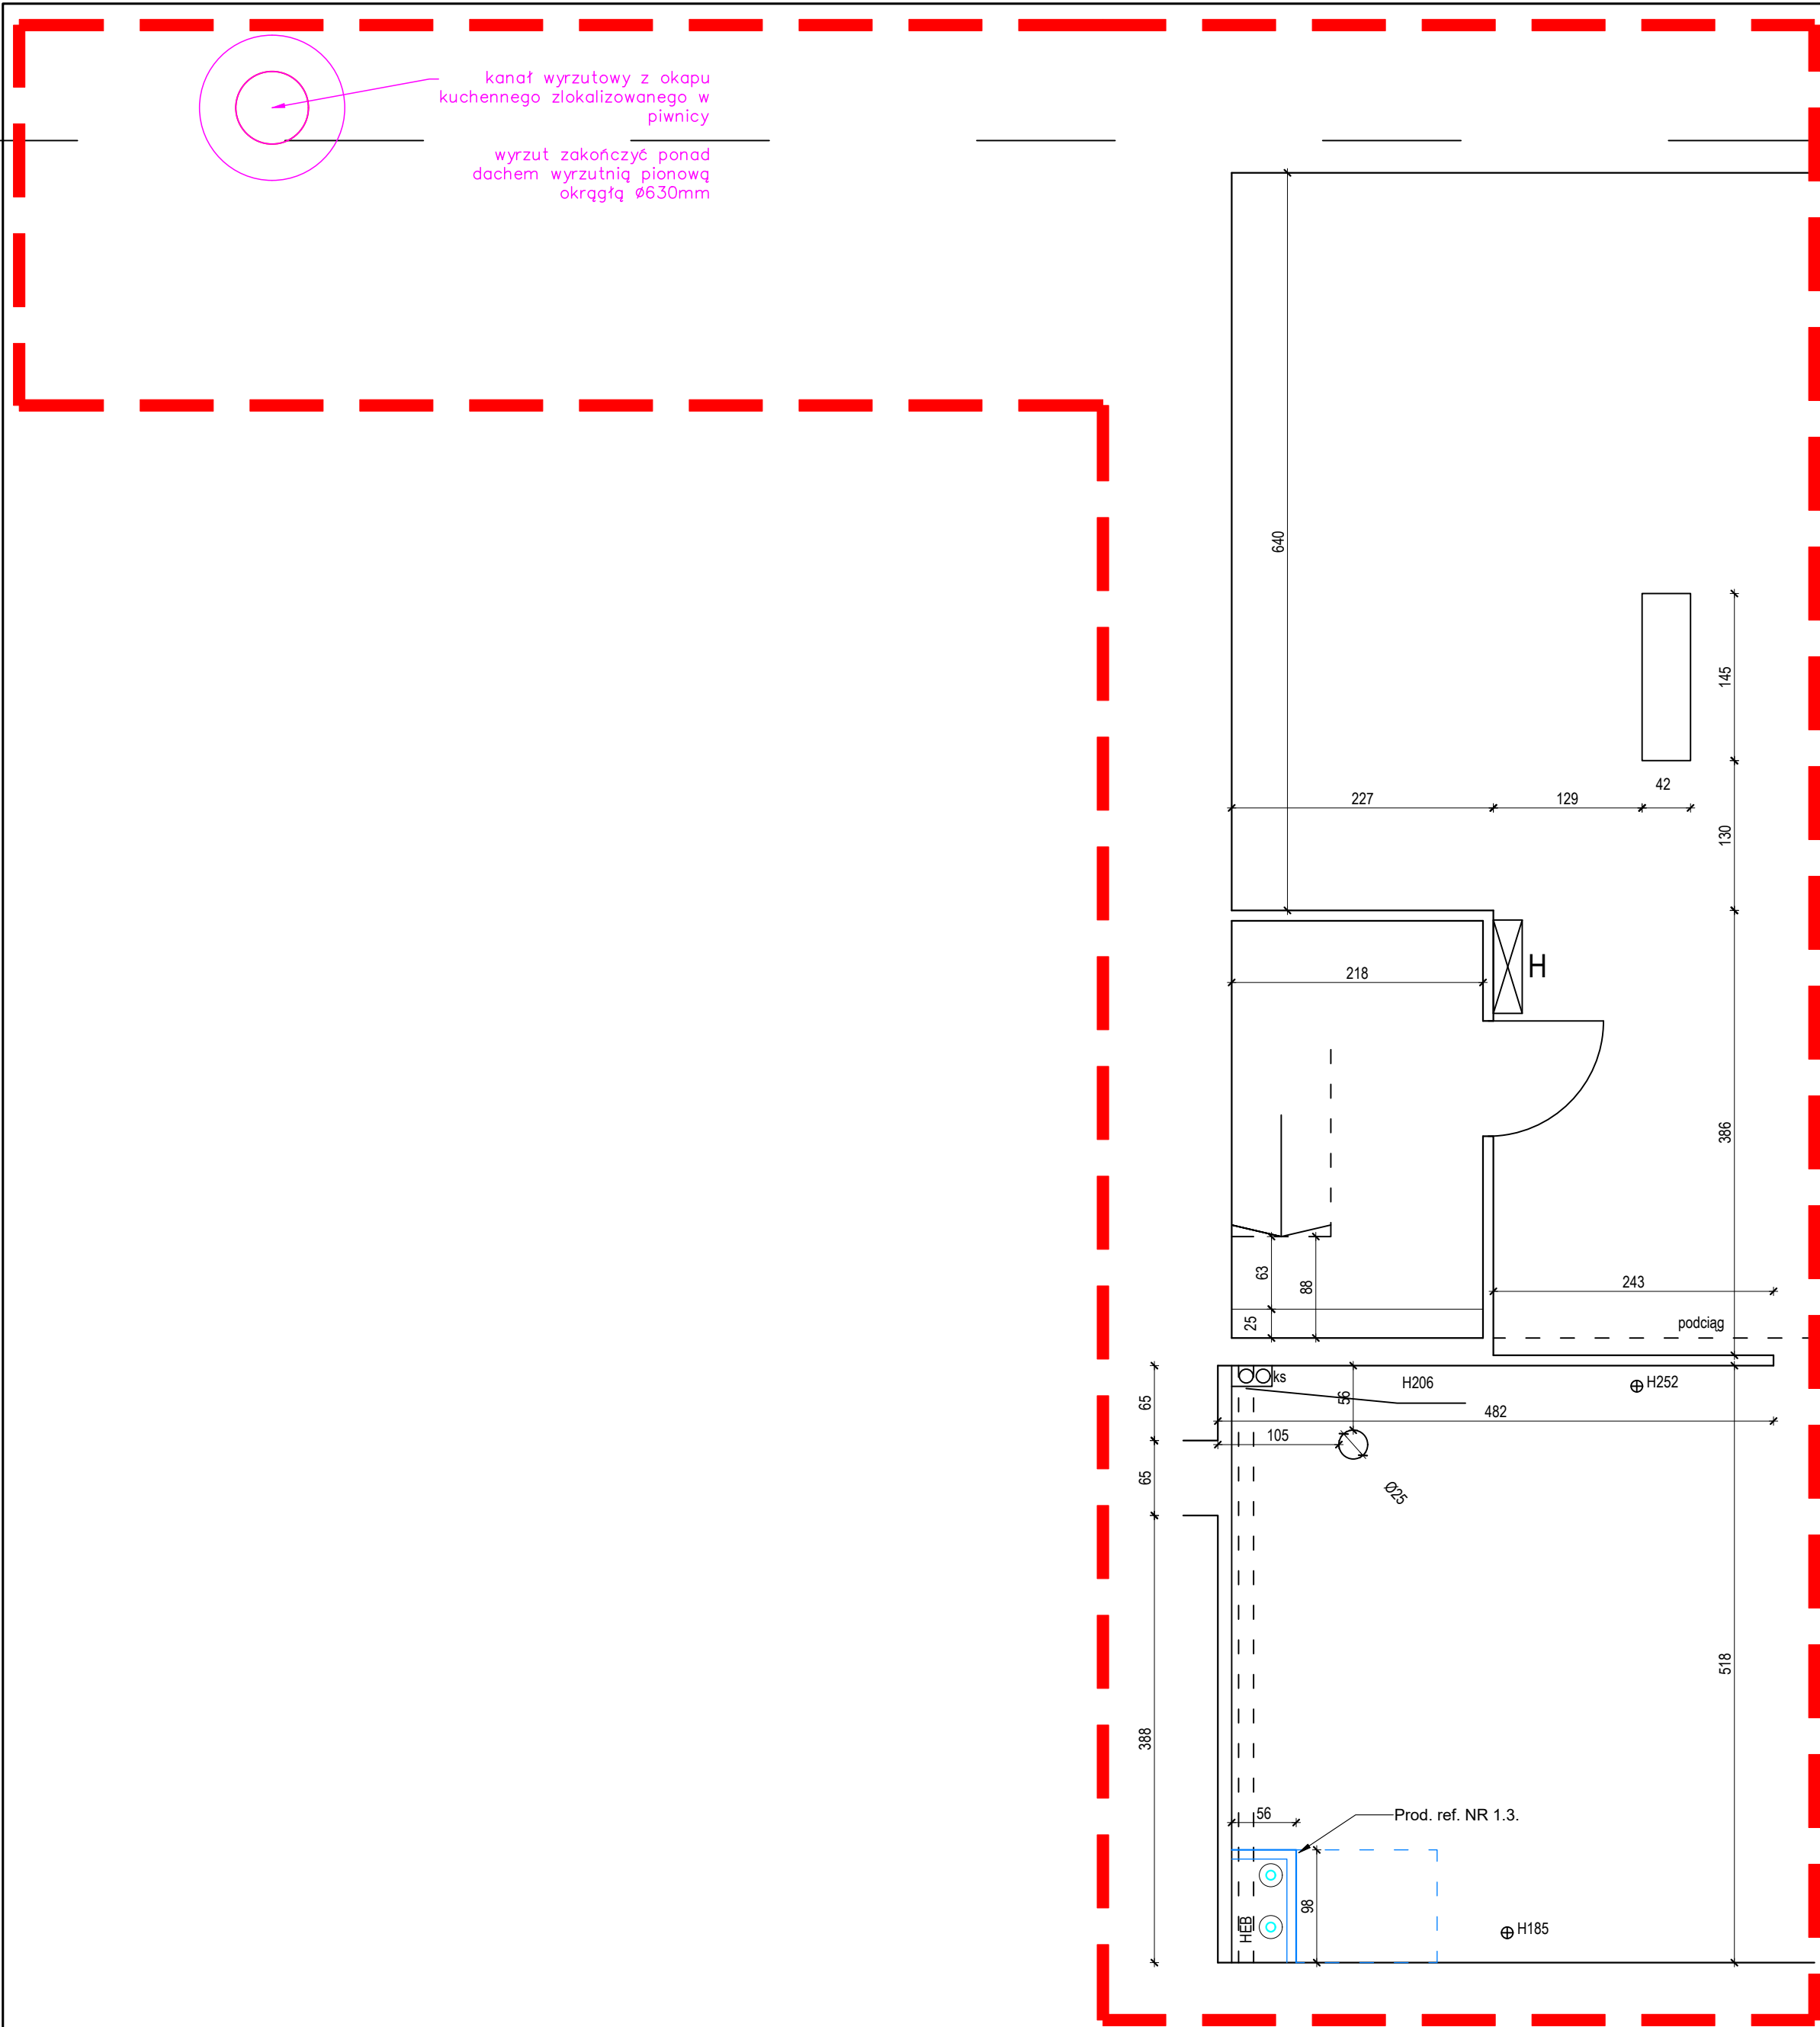 kanał wyrzutowy z okapu
kuchennego zlokalizowanego w
piwnicy
wyrzut zakończyć ponad
dachem wyrzutnią pionową
okrągłą ø630mm
640
145
42
227
129
130
218
H
386
63
88
243
25
podciąg
ks
56
H206
H252
65
482
105
65
Ø25
518
388
56
Prod. ref. NR 1.3.
98
HEB
H185